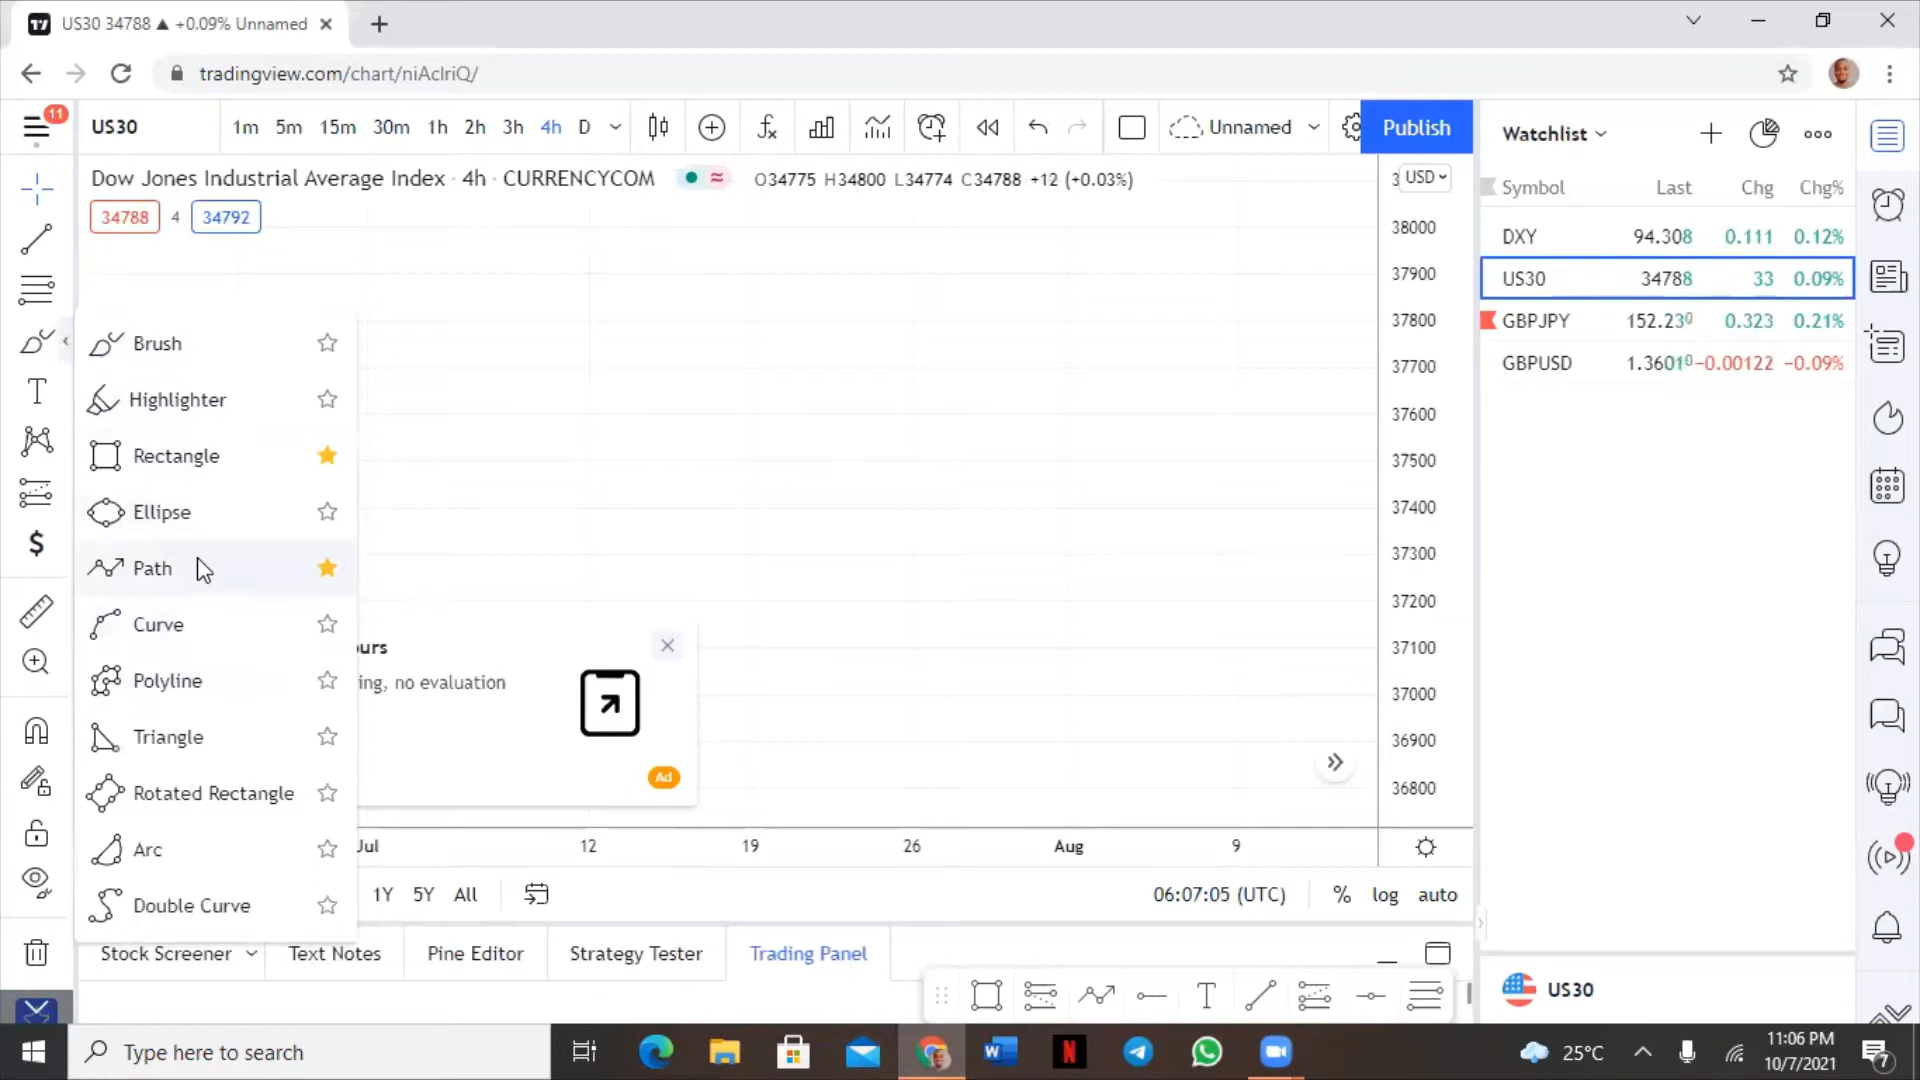 US30 34788 ▲ +0.09% Unnamed
tradingview.com/chart/niAclriQ/
11
US30
1m 5m 15m 30m 1h 2h 3h 4h D
Unnamed
Publish
Watchlist
Dow Jones Industrial Average Index · 4h · CURRENCYCOM
O34775 H34800 L34774 C34788 +12 (+0.03%)
USD
34788 4 34792
Symbol Last Chg Chg%
DXY 94.308 0.111 0.12%
US30 34788 33 0.09%
GBPJPY 152.230 0.323 0.21%
GBPUSD 1.36010 −0.00122 −0.09%
38000
37900
37800
37700
37600
37500
37400
37300
37200
37100
37000
36900
36800
Brush
Highlighter
Rectangle
Ellipse
Path
Curve
Polyline
Triangle
Rotated Rectangle
Arc
Double Curve
ours
ing, no evaluation
Ad
Jul 12 19 26 Aug 9
1Y 5Y All
06:07:05 (UTC) % log auto
Stock Screener Text Notes Pine Editor Strategy Tester Trading Panel
US30
Type here to search
25°C
11:06 PM
10/7/2021
7